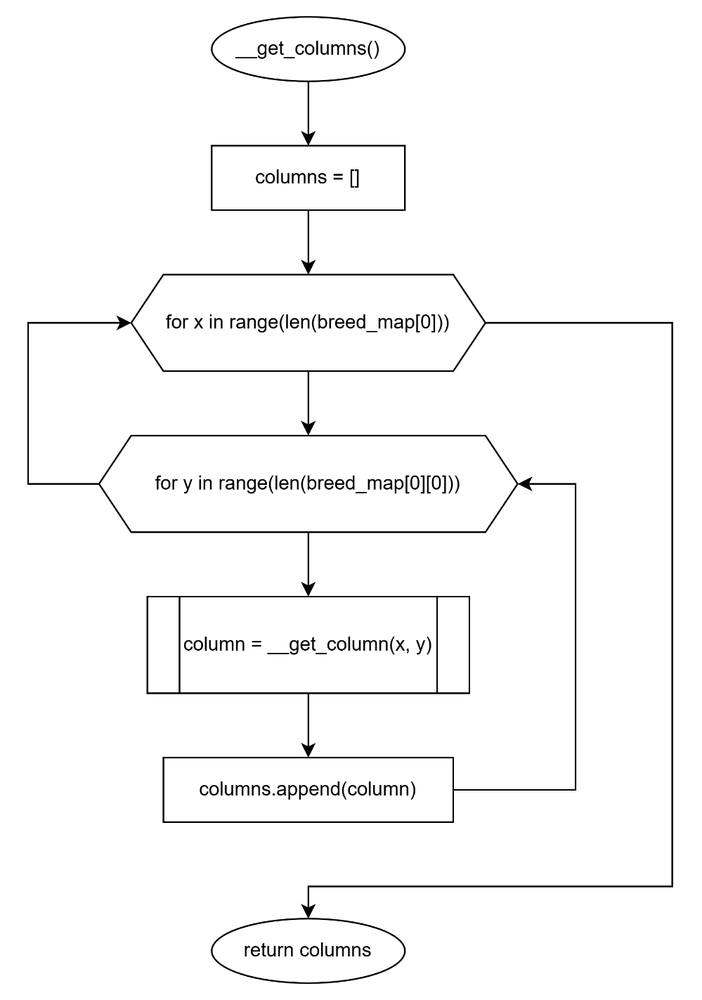 __get_columns()
columns = []
for x in range(len(breed_map[0]))
for y in range(len(breed_map[0][0]))
column = __get_column(x, y)
columns.append(column)
return columns